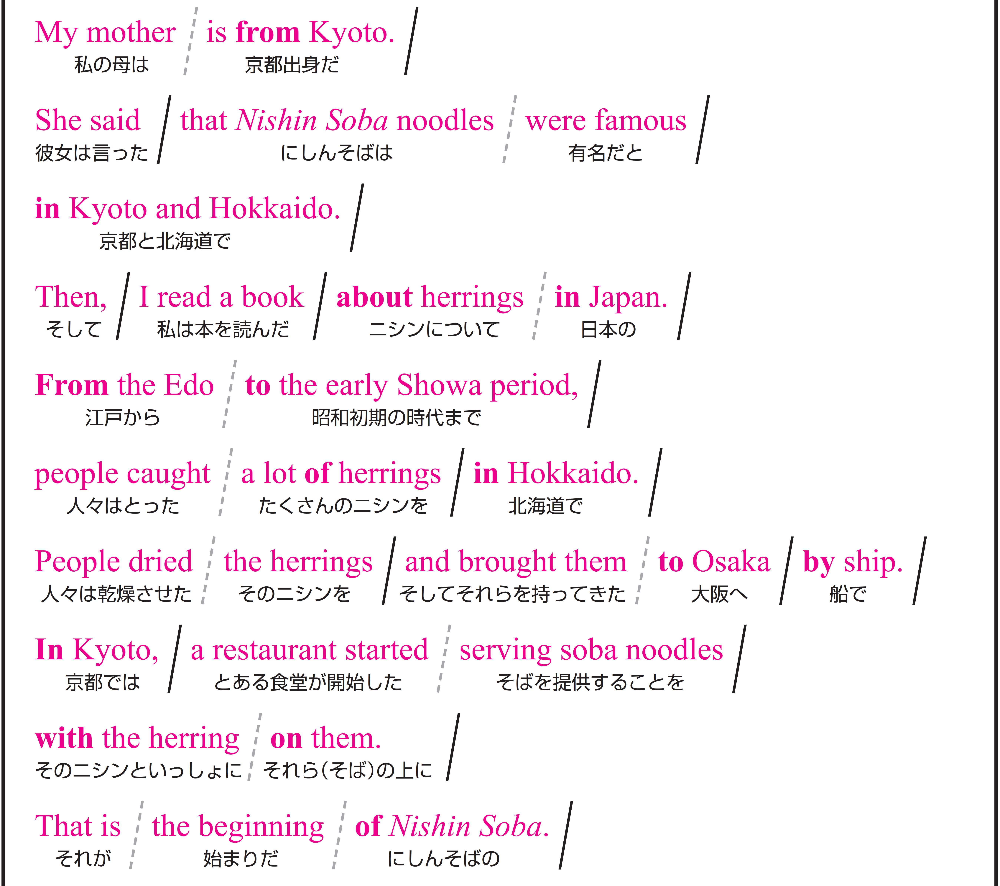 My mother is from Kyoto.
私の母は 京都出身だ
She said that Nishin Soba noodles were famous
彼女は言った にしんそばは 有名だと
in Kyoto and Hokkaido.
京都と北海道で
Then, I read a book about herrings in Japan.
そして 私は本を読んだ ニシンについて 日本の
From the Edo to the early Showa period,
江戸から 昭和初期の時代まで
people caught a lot of herrings in Hokkaido.
人々はとった たくさんのニシンを 北海道で
People dried the herrings and brought them to Osaka by ship.
人々は乾燥させた そのニシンを そしてそれらを持ってきた 大阪へ 船で
In Kyoto, a restaurant started serving soba noodles
京都では とある食堂が開始した そばを提供することを
with the herring on them.
そのニシンといっしょに それら(そば)の上に
That is the beginning of Nishin Soba.
それが 始まりだ にしんそばの